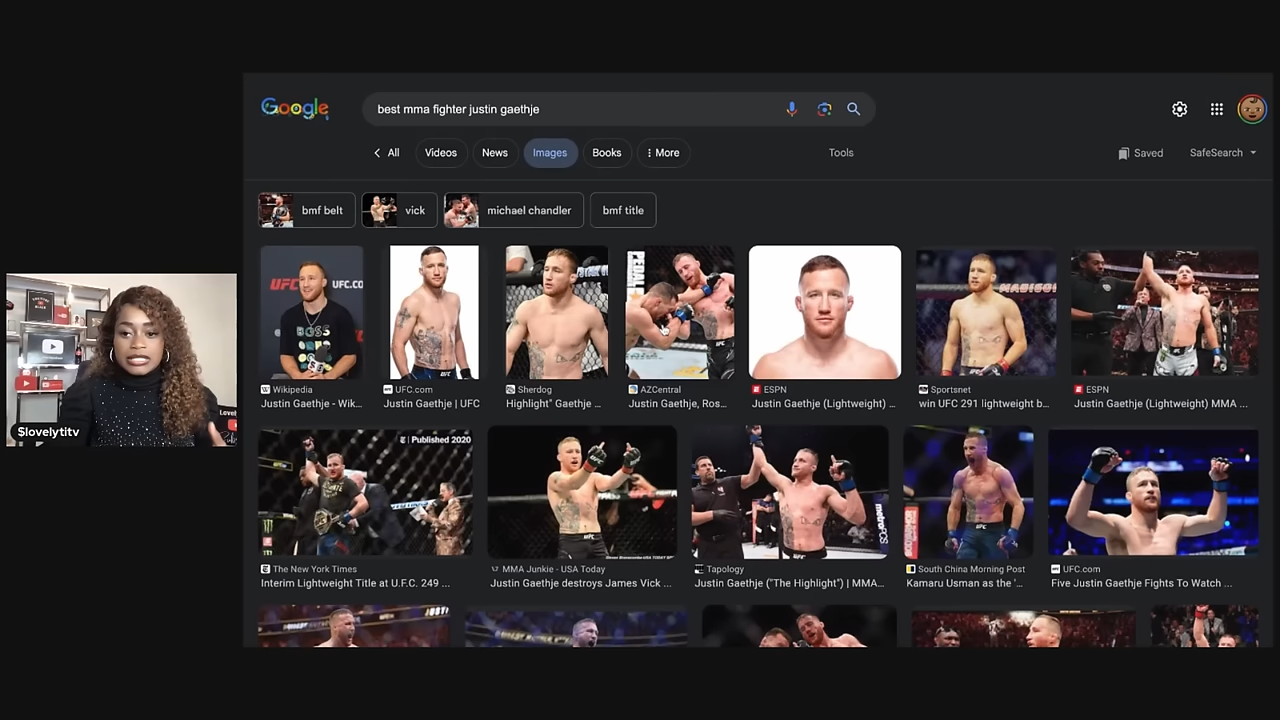 Google
best mma fighter justin gaethje
All
Videos
News
Images
Books
More
Tools
Saved
SafeSearch
bmf belt
vick
michael chandler
bmf title
UFC
UFC.CO
BOSS
Wikipedia
Justin Gaethje - Wik...
UFC.com
Justin Gaethje | UFC
Sherdog
Highlight" Gaethje ...
AZCentral
Justin Gaethje, Ros...
ESPN
Justin Gaethje (Lightweight) ...
Sportsnet
win UFC 291 lightweight b...
ESPN
Justin Gaethje (Lightweight) MMA ...
Published 2020
The New York Times
Interim Lightweight Title at U.F.C. 249 ...
MMA Junkie - USA Today
Justin Gaethje destroys James Vick ...
metroPCS
Tapology
Justin Gaethje ("The Highlight") | MMA...
South China Morning Post
Kamaru Usman as the '...
UFC.com
Five Justin Gaethje Fights To Watch ...
$lovelytitv